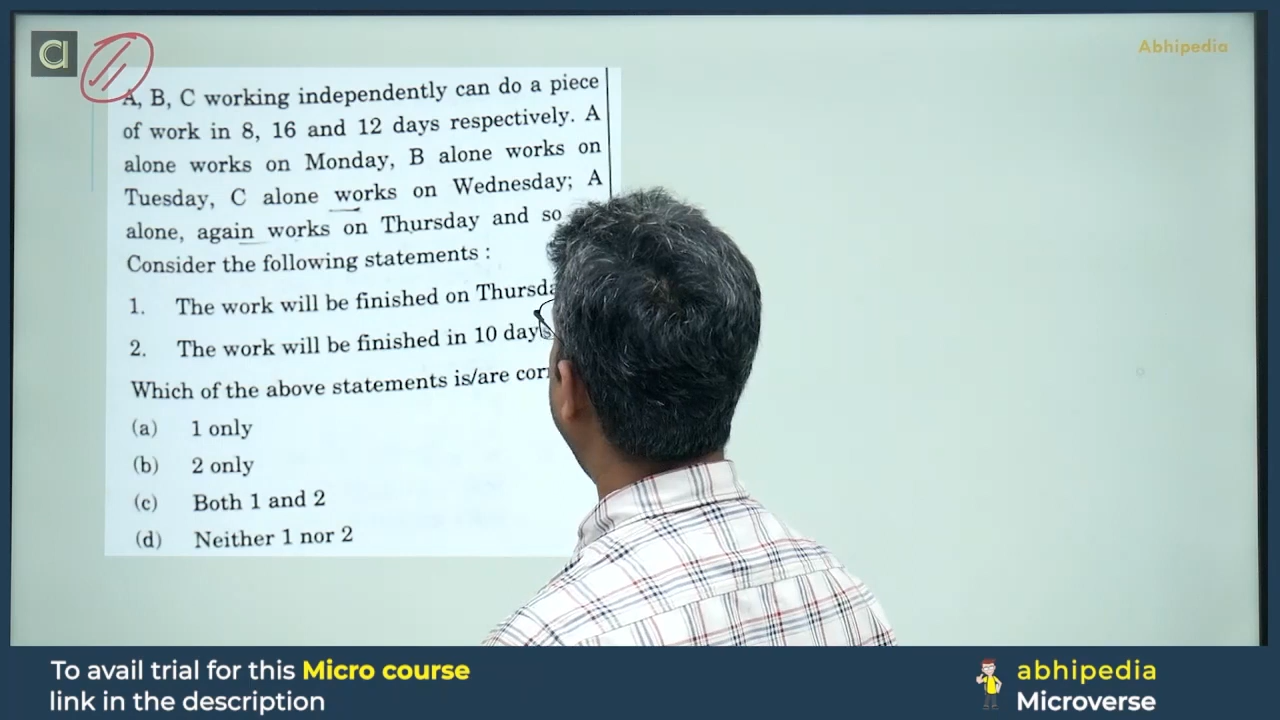 a
Abhipedia
A, B, C working independently can do a piece
of work in 8, 16 and 12 days respectively. A
alone works on Monday, B alone works on
Tuesday, C alone works on Wednesday; A
alone, again works on Thursday and so
Consider the following statements :
1. The work will be finished on
2. The work will be finished in 10
Which of the above statements is/are
(a) 1 only
(b) 2 only
(c) Both 1 and 2
(d) Neither 1 nor 2
To avail trial for this Micro course
link in the description
abhipedia
Microverse